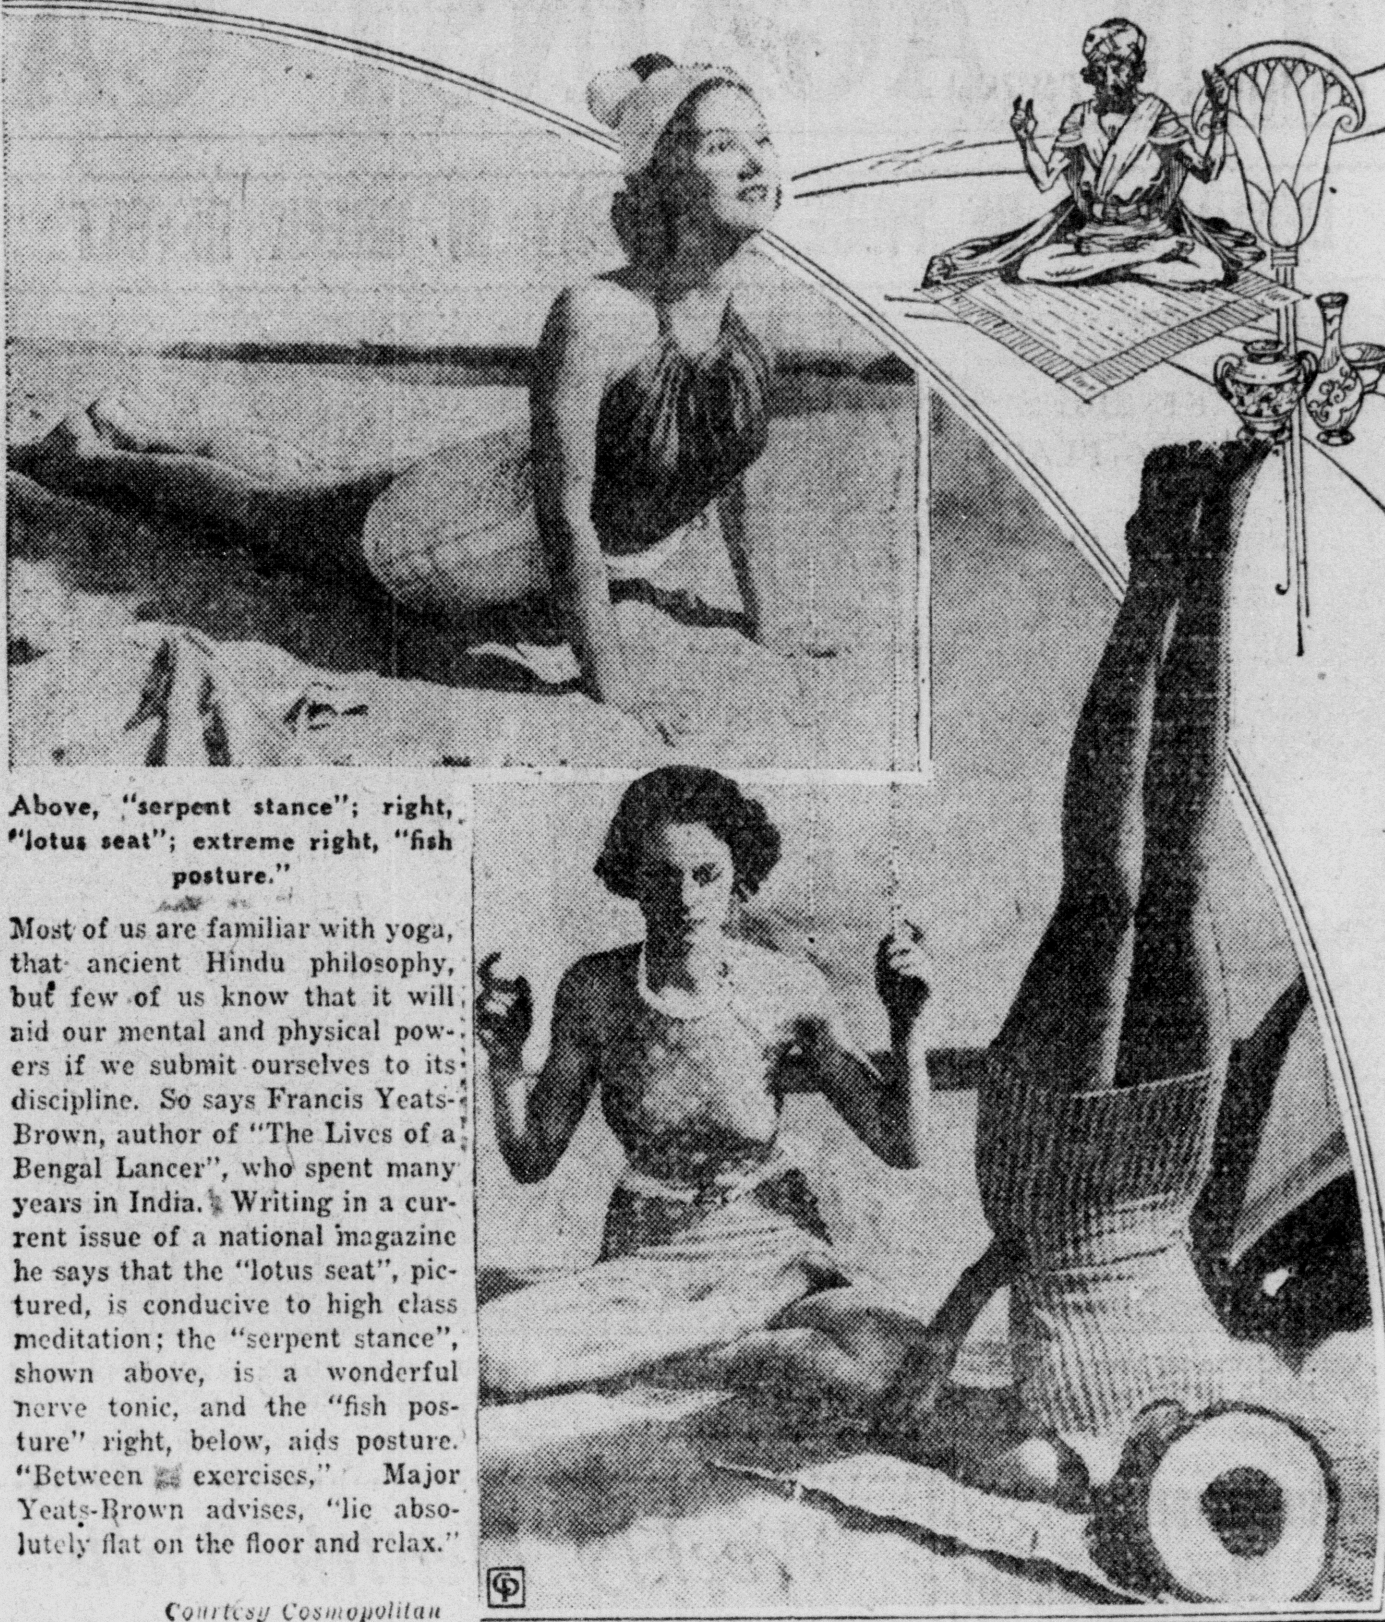 Above, "serpent stance"; right,
"lotus seat"; extreme right, "fish
posture."
Most of us are familiar with yoga,
that ancient Hindu philosophy,
but few of us know that it will
aid our mental and physical pow-
ers if we submit ourselves to its
discipline. So says Francis Yeats-
Brown, author of "The Lives of a
Bengal Lancer", who spent many
years in India. Writing in a cur-
rent issue of a national magazine
he says that the "lotus seat", pic-
tured, is conducive to high class
meditation; the "serpent stance",
shown above, is a wonderful
nerve tonic, and the "fish pos-
ture" right, below, aids posture.
"Between exercises," Major
Yeats-Brown advises, "lie abso-
lutely flat on the floor and relax."
Courtesy Cosmopolitan
CP